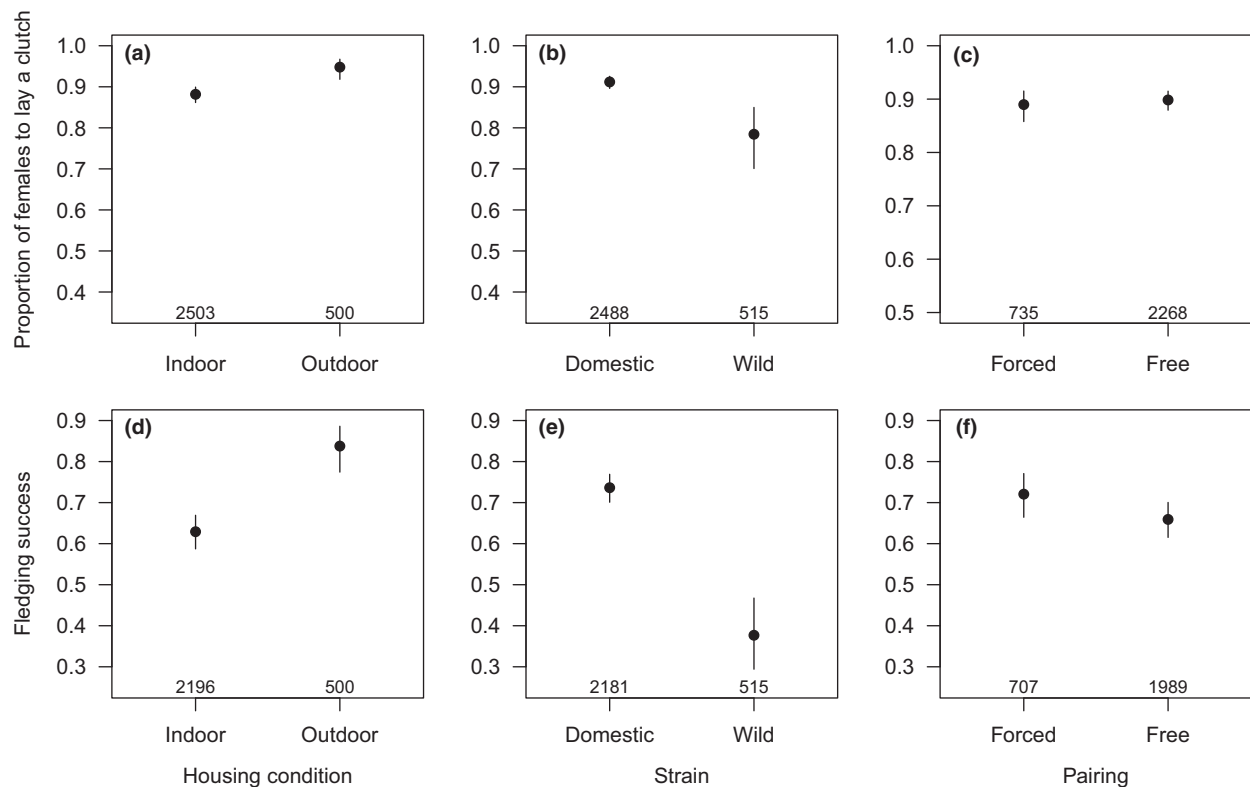 Proportion of females to lay a clutch
(a)
1.0
0.9
0.8
0.7
0.6
0.5
0.4
2503 500
Indoor Outdoor
(b)
1.0
0.9
0.8
0.7
0.6
0.5
0.4
2488 515
Domestic Wild
(c)
1.0
0.9
0.8
0.7
0.6
0.5
735 2268
Forced Free
Fledging success
(d)
0.9
0.8
0.7
0.6
0.5
0.4
0.3
2196 500
Indoor Outdoor
Housing condition
(e)
0.9
0.8
0.7
0.6
0.5
0.4
0.3
2181 515
Domestic Wild
Strain
(f)
0.9
0.8
0.7
0.6
0.5
0.4
0.3
707 1989
Forced Free
Pairing